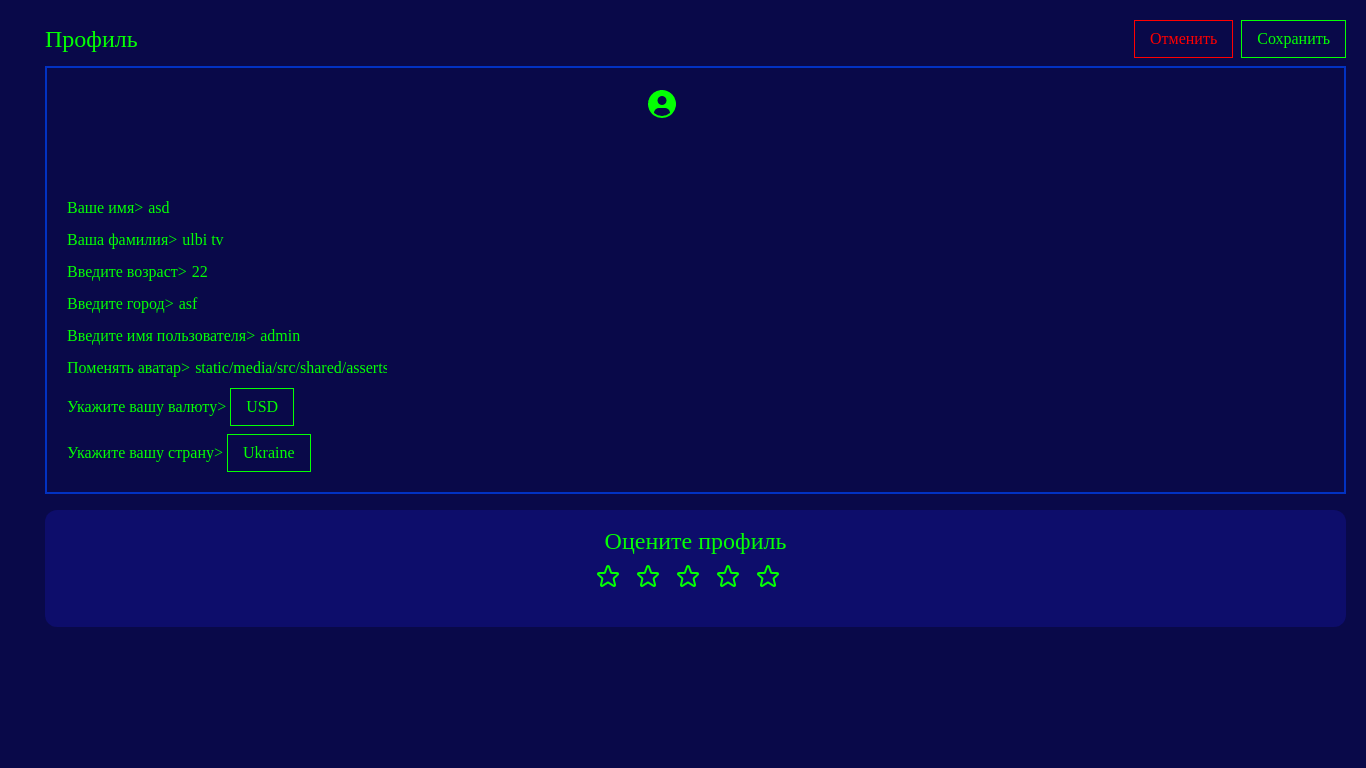 Профиль
Отменить
Сохранить
Ваше имя> asd
Ваша фамилия> ulbi tv
Введите возраст> 22
Введите город> asf
Введите имя пользователя> admin
Поменять аватар> static/media/src/shared/asserts
Укажите вашу валюту> USD
Укажите вашу страну> Ukraine
Оцените профиль